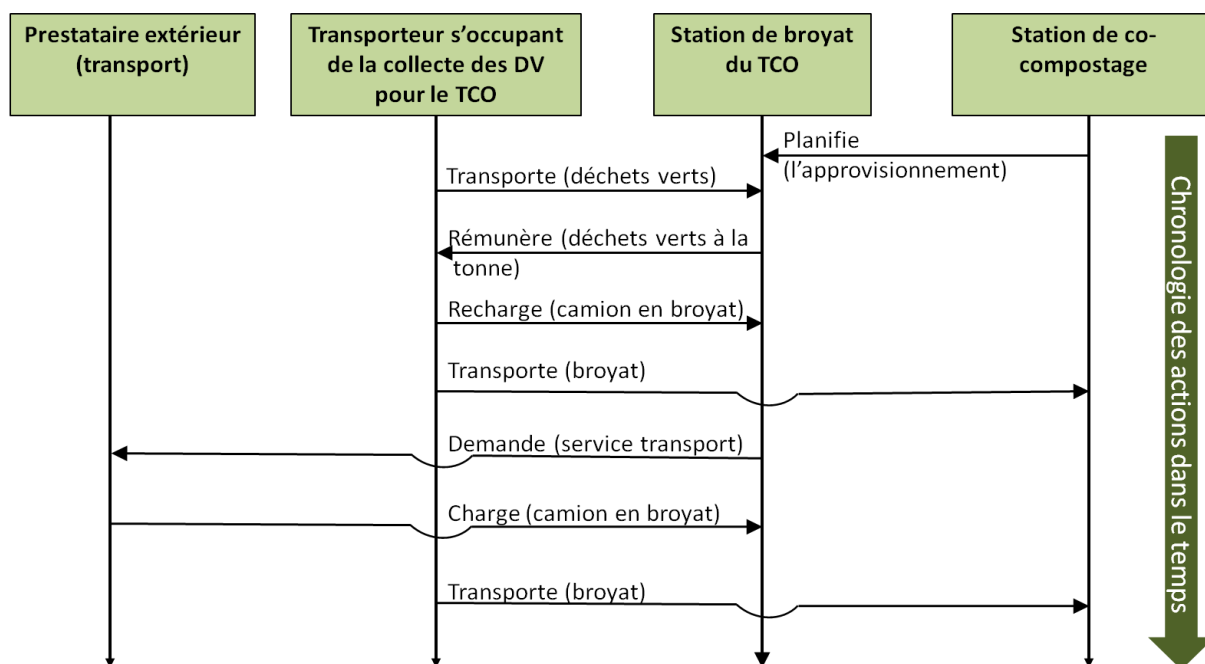 Prestataire extérieur
(transport)
Transporteur s’occupant
de la collecte des DV
pour le TCO
Station de broyat
du TCO
Station de co-
compostage
Planifie
(l’approvisionnement)
Transporte (déchets verts)
Rémunère (déchets verts à la
tonne)
Recharge (camion en broyat)
Transporte (broyat)
Demande (service transport)
Charge (camion en broyat)
Transporte (broyat)
Chronologie des actions dans le temps